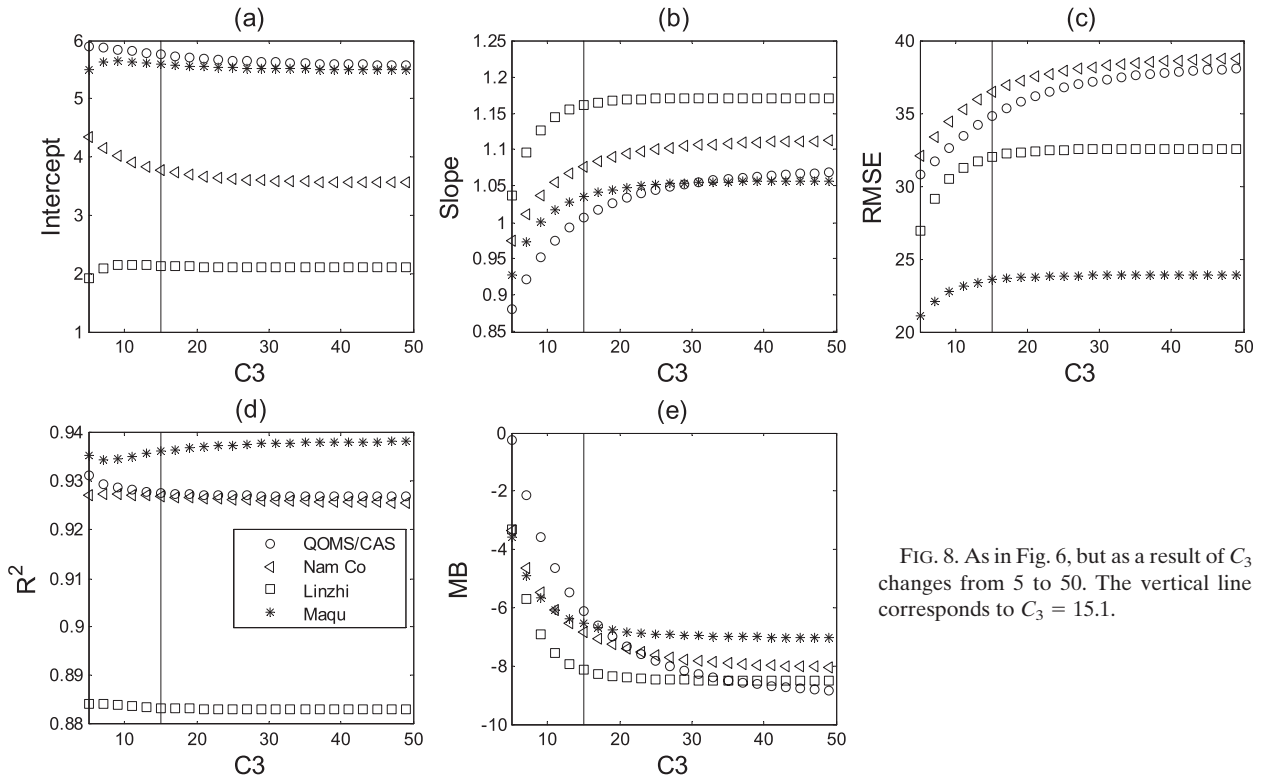 (a)
6
5
4
3
2
1
Intercept
10 20 30 40 50
C3
(b)
1.25
1.2
1.15
1.1
1.05
1
0.95
0.9
0.85
Slope
10 20 30 40 50
C3
(c)
40
35
30
25
20
RMSE
10 20 30 40 50
C3
(d)
0.94
0.93
0.92
0.91
0.9
0.89
0.88
R²
QOMS/CAS
Nam Co
Linzhi
Maqu
10 20 30 40 50
C3
(e)
0
-2
-4
-6
-8
-10
MB
10 20 30 40 50
C3
FIG. 8. As in Fig. 6, but as a result of C₃
changes from 5 to 50. The vertical line
corresponds to C₃ = 15.1.